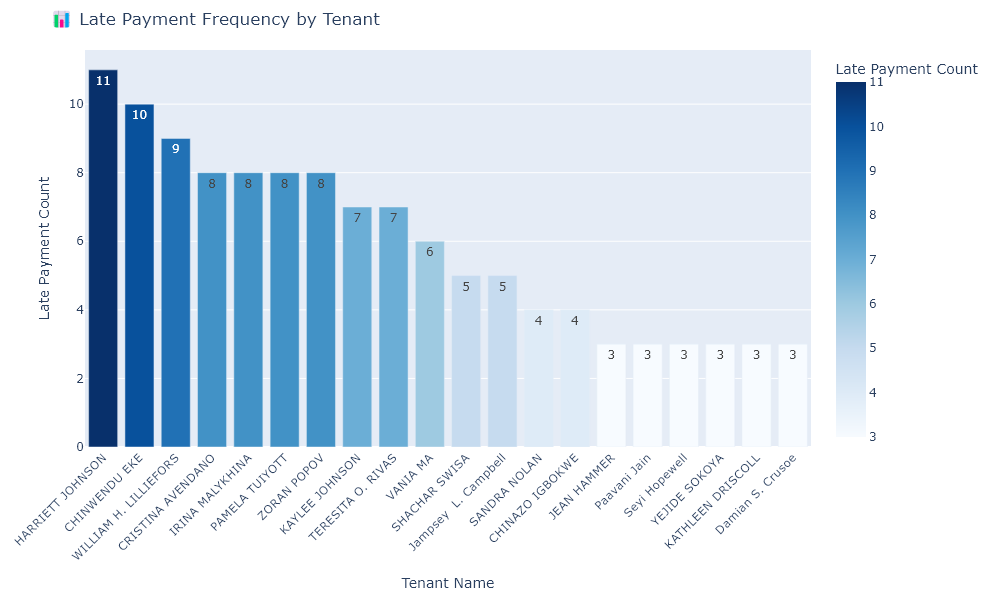 📊 Late Payment Frequency by Tenant
Late Payment Count
11
10
9
8
7
6
5
4
3
Late Payment Count
10
8
6
4
2
0
11
10
9
8
8
8
8
7
7
6
5
5
4
4
3
3
3
3
3
3
HARRIETT JOHNSON
CHINWENDU EKE
WILLIAM H. LILLIEFORS
CRISTINA AVENDANO
IRINA MALYKHINA
PAMELA TUIYOTT
ZORAN POPOV
KAYLEE JOHNSON
TERESITA O. RIVAS
VANIA MA
SHACHAR SWISA
Jampsey  L. Campbell
SANDRA NOLAN
CHINAZO IGBOKWE
JEAN HAMMER
Paavani Jain
Seyi Hopewell
YEJIDE SOKOYA
KATHLEEN DRISCOLL
Damian S. Crusoe
Tenant Name